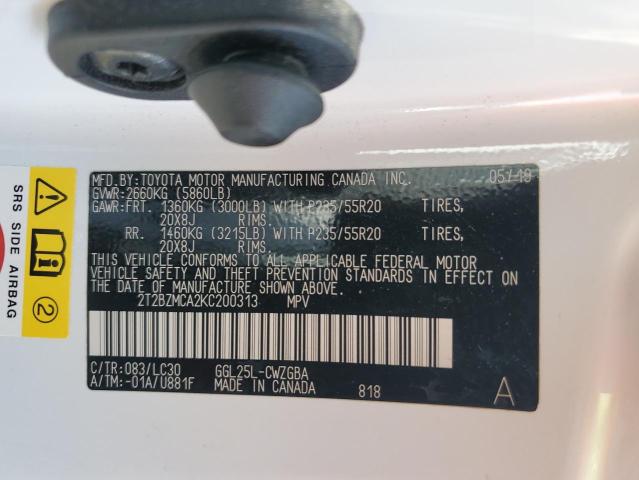 MFD.BY:TOYOTA MOTOR MANUFACTURING CANADA INC. 05/19
GVWR:2660KG (5860LB)
GAWR:FRT. 1360KG (3000LB) WITH P235/55R20 TIRES,
20X8J RIMS.
RR. 1460KG (3215LB) WITH P235/55R20 TIRES,
20X8J RIMS.
THIS VEHICLE CONFORMS TO ALL APPLICABLE FEDERAL MOTOR
VEHICLE SAFETY AND THEFT PREVENTION STANDARDS IN EFFECT ON
THE DATE OF MANUFACTURE SHOWN ABOVE.
2T2BZMCA2KC200313 MPV
C/TR:083/LC30 GGL25L-CWZGBA
A/TM:-01A/U881F MADE IN CANADA 818 A
SRS SIDE AIRBAG
2